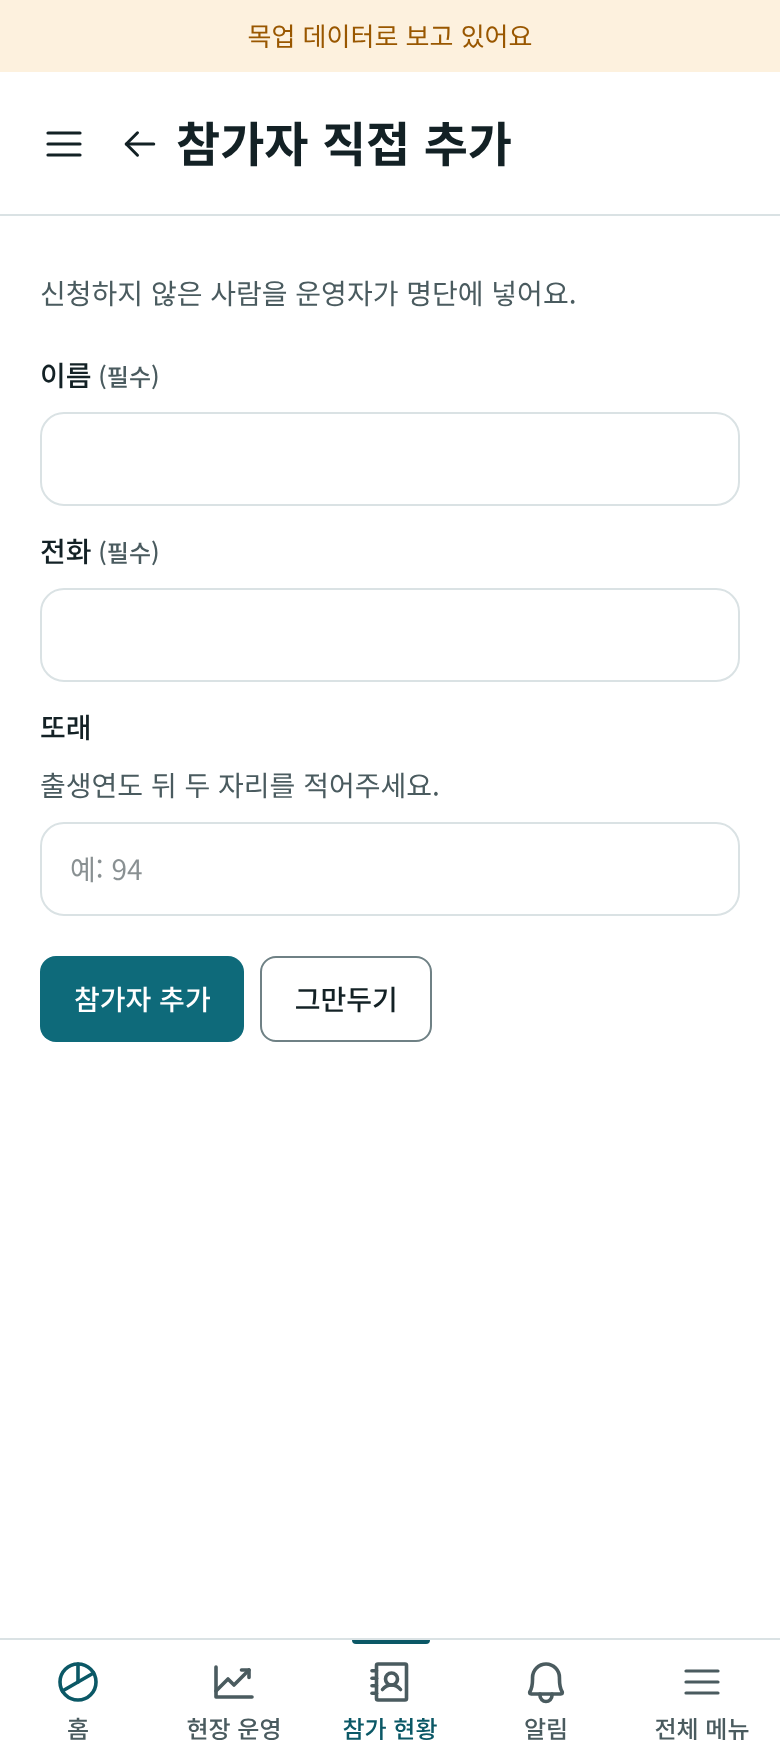 목업 데이터로 보고 있어요
참가자 직접 추가
신청하지 않은 사람을 운영자가 명단에 넣어요.
이름 (필수)
전화 (필수)
또래
출생연도 뒤 두 자리를 적어주세요.
예: 94
참가자 추가 그만두기
홈 현장 운영 참가 현황 알림 전체 메뉴